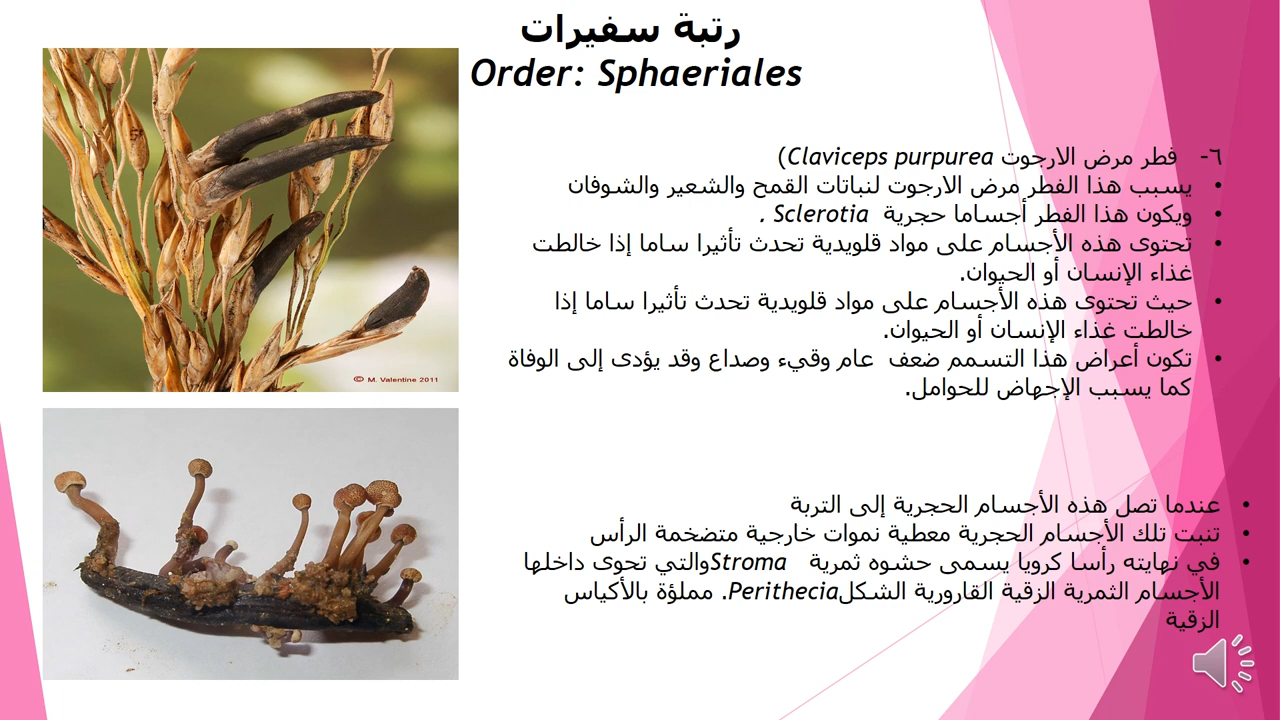 رتبة سفيرات
Order: Sphaeriales
٦- فطر مرض الارجوت Claviceps purpurea)
• يسبب هذا الفطر مرض الارجوت لنباتات القمح والشعير والشوفان
• ويكون هذا الفطر أجساما حجرية Sclerotia .
• تحتوى هذه الأجسام على مواد قلويدية تحدث تأثيرا ساما إذا خالطت
غذاء الإنسان أو الحيوان.
• حيث تحتوى هذه الأجسام على مواد قلويدية تحدث تأثيرا ساما إذا
خالطت غذاء الإنسان أو الحيوان.
• تكون أعراض هذا التسمم ضعف عام وقيء وصداع وقد يؤدى إلى الوفاة
كما يسبب الإجهاض للحوامل.
© M. Valentine 2011
• عندما تصل هذه الأجسام الحجرية إلى التربة
• تنبت تلك الأجسام الحجرية معطية نموات خارجية متضخمة الرأس
• في نهايته رأسا كرويا يسمى حشوه ثمرية Stromaوالتي تحوى داخلها
الأجسام الثمرية الزقية القارورية الشكلPerithecia. مملؤة بالأكياس
الزقية